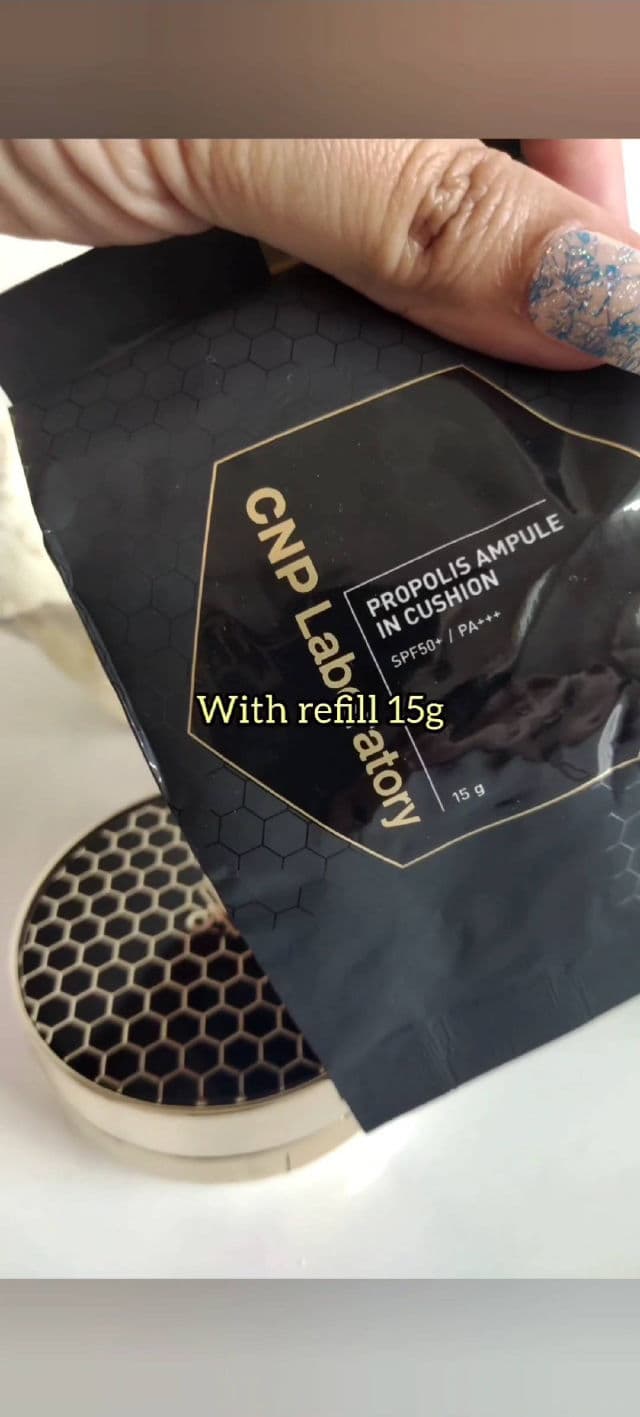 CNP Laboratory
PROPOLIS AMPULE
IN CUSHION
SPF50+ / PA+++
15 g
With refill 15g